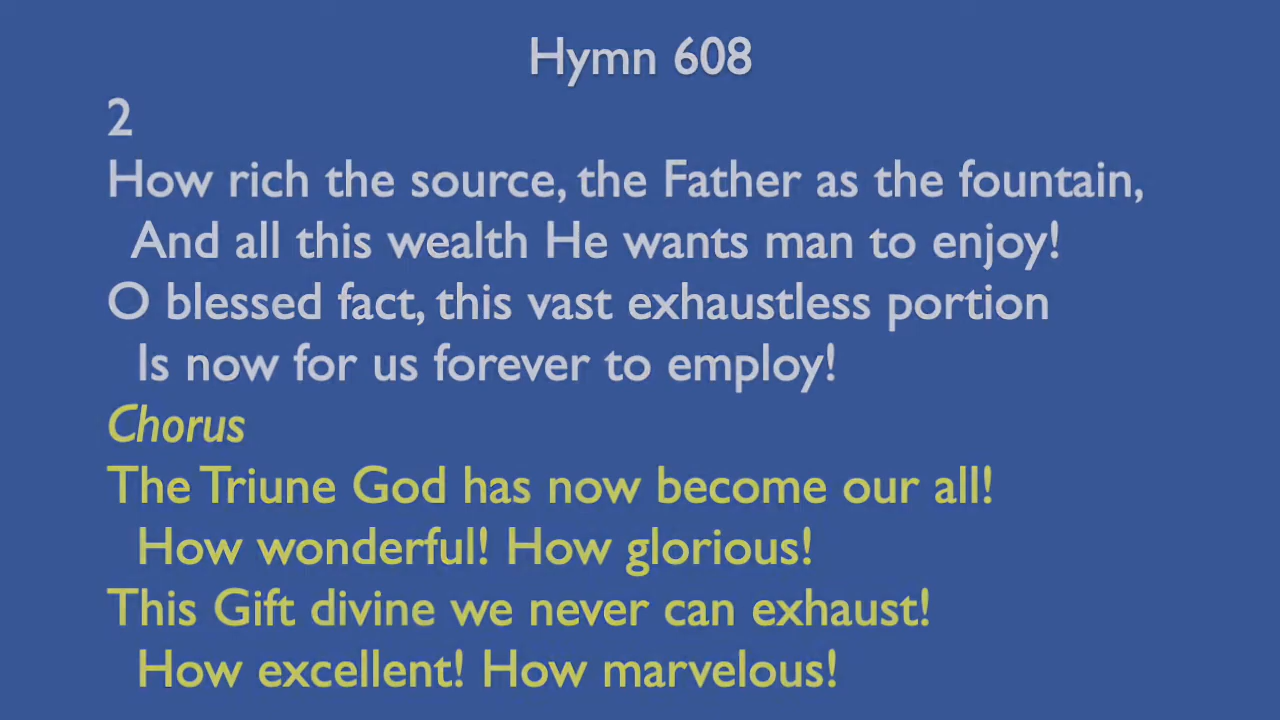 Hymn 608
2
How rich the source, the Father as the fountain,
And all this wealth He wants man to enjoy!
O blessed fact, this vast exhaustless portion
Is now for us forever to employ!
Chorus
The Triune God has now become our all!
How wonderful! How glorious!
This Gift divine we never can exhaust!
How excellent! How marvelous!